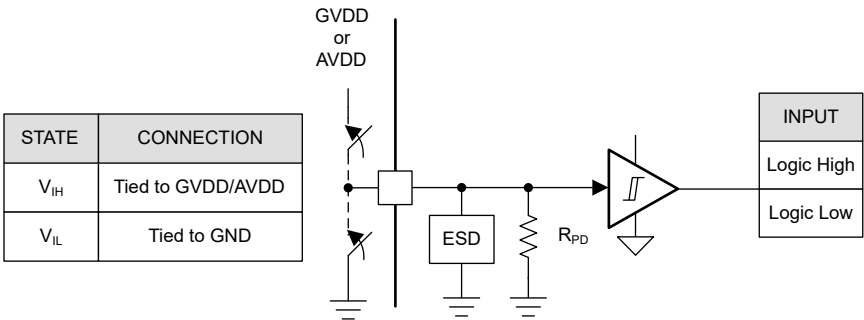 GVDD
or
AVDD
STATE CONNECTION
V_IH Tied to GVDD/AVDD
V_IL Tied to GND
ESD
R_PD
INPUT
Logic High
Logic Low